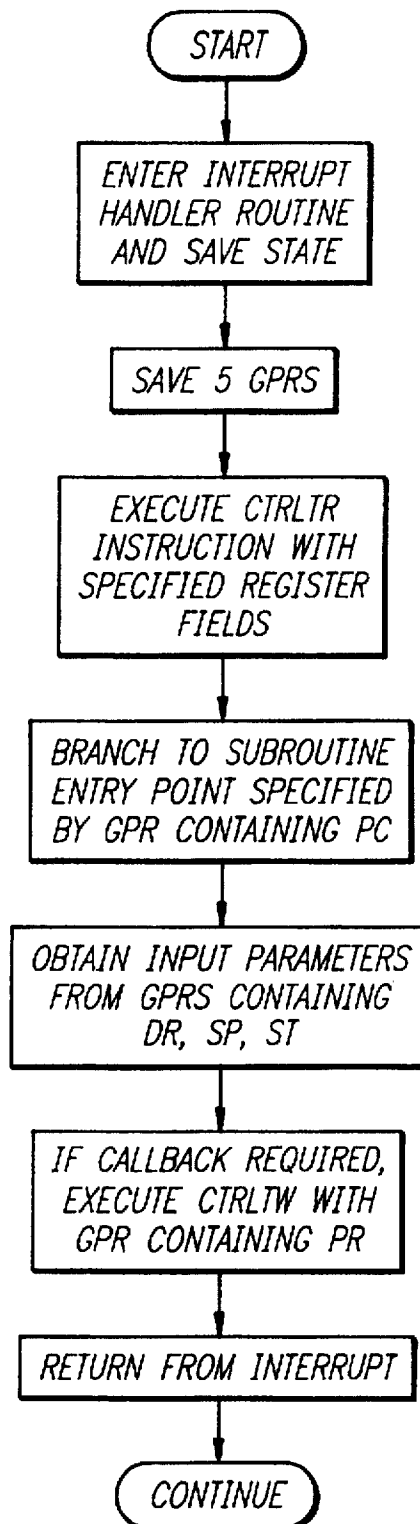 START
ENTER INTERRUPT
HANDLER ROUTINE
AND SAVE STATE
SAVE 5 GPRS
EXECUTE CTRLTR
INSTRUCTION WITH
SPECIFIED REGISTER
FIELDS
BRANCH TO SUBROUTINE
ENTRY POINT SPECIFIED
BY GPR CONTAINING PC
OBTAIN INPUT PARAMETERS
FROM GPRS CONTAINING
DR, SP, ST
IF CALLBACK REQUIRED,
EXECUTE CTRLTW WITH
GPR CONTAINING PR
RETURN FROM INTERRUPT
CONTINUE